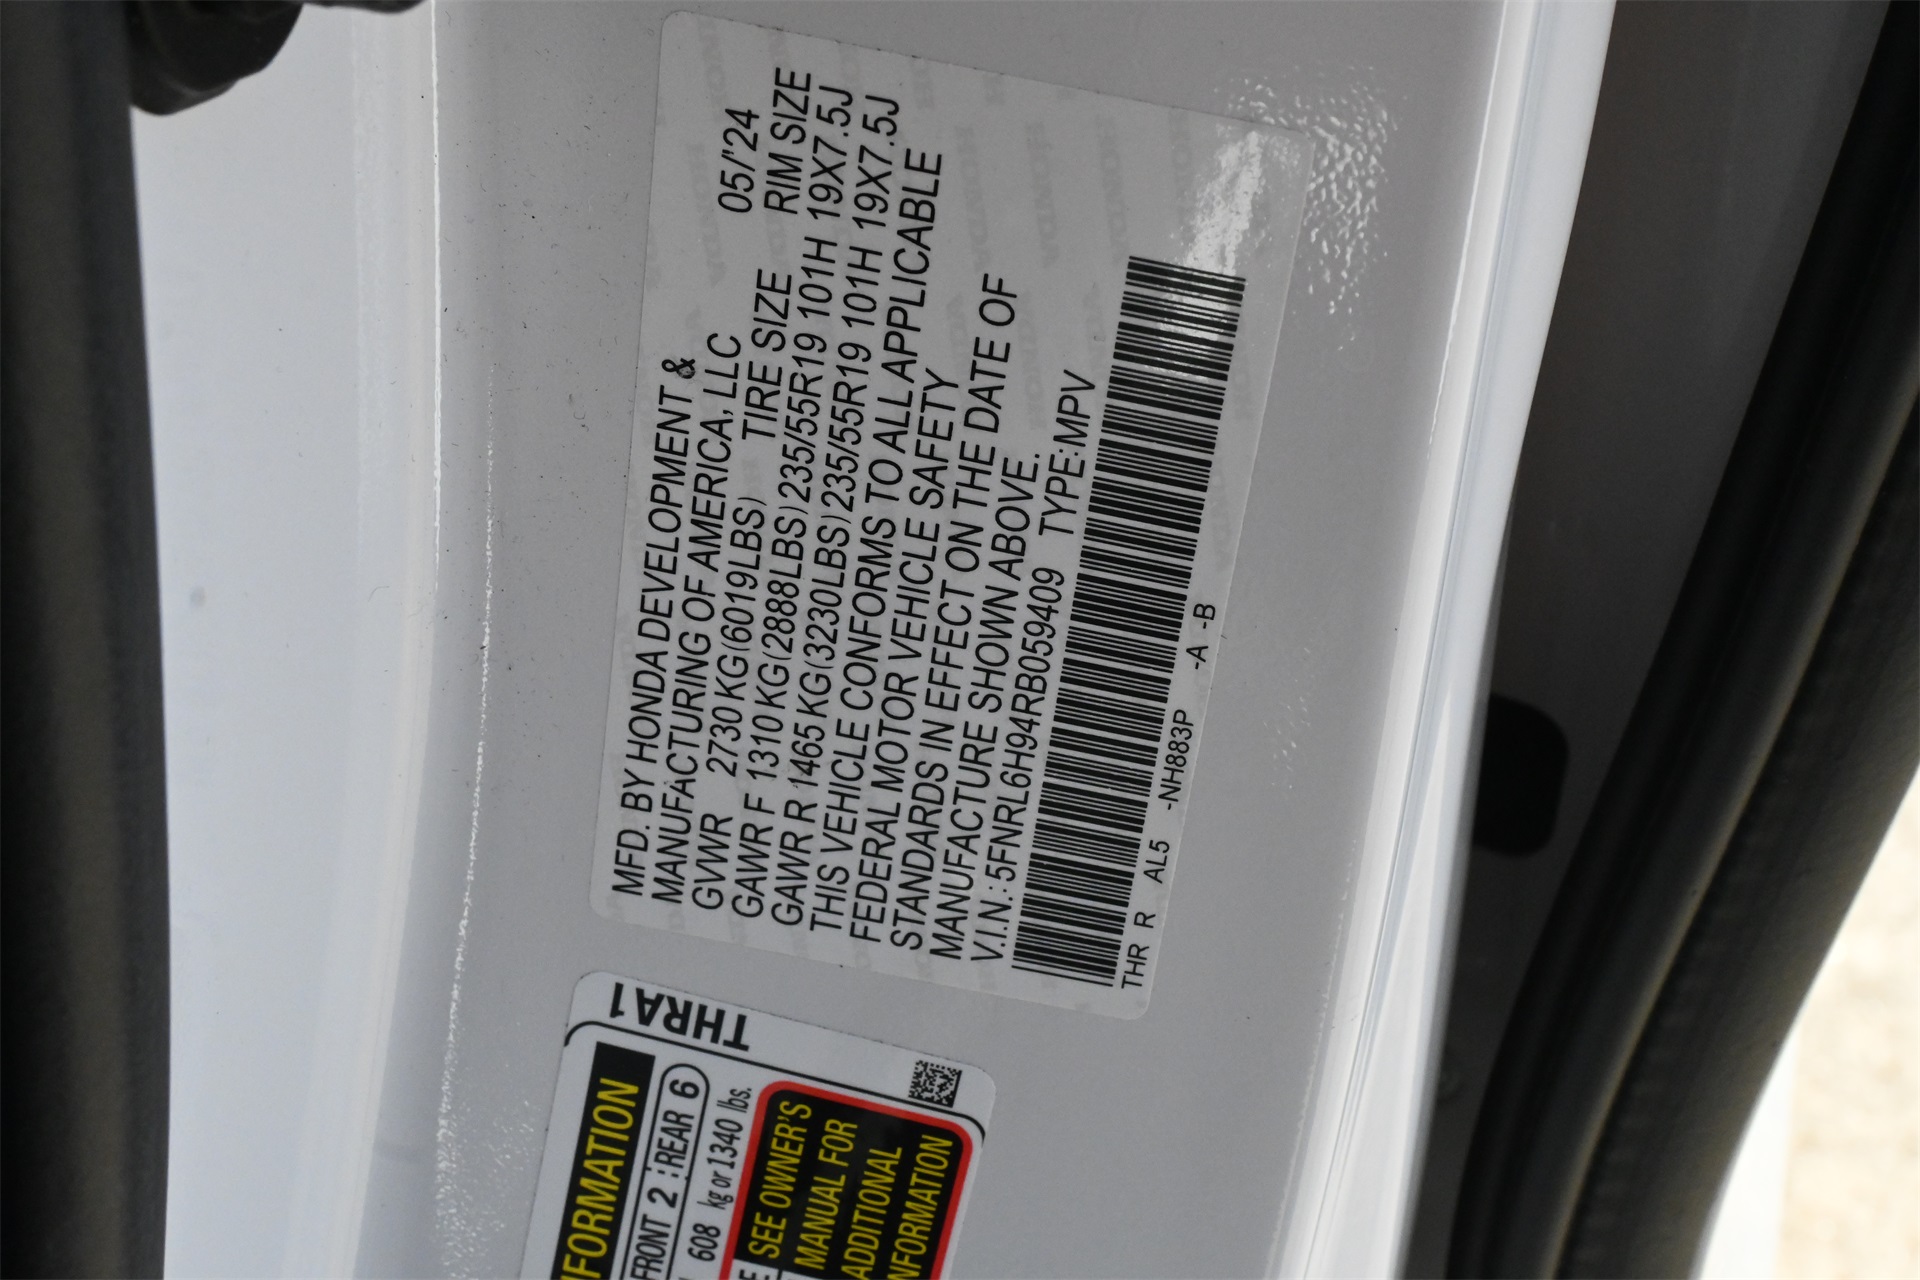 MFD. BY HONDA DEVELOPMENT &
MANUFACTURING OF AMERICA, LLC 05/'24
GVWR 2730 KG(6019LBS) TIRE SIZE RIM SIZE
GAWR F 1310 KG(2888LBS) 235/55R19 101H 19X7.5J
GAWR R 1465 KG(3230LBS) 235/55R19 101H 19X7.5J
THIS VEHICLE CONFORMS TO ALL APPLICABLE
FEDERAL MOTOR VEHICLE SAFETY
STANDARDS IN EFFECT ON THE DATE OF
MANUFACTURE SHOWN ABOVE.
V.I.N.: 5FNRL6H94RB059409 TYPE:MPV
THR R AL5 -NH883P -A -B
THRA1
FRONT 2 REAR 6
608 kg or 1340 lbs.
SEE OWNER'S
MANUAL FOR
ADDITIONAL